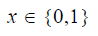 x ∈ {0,1}